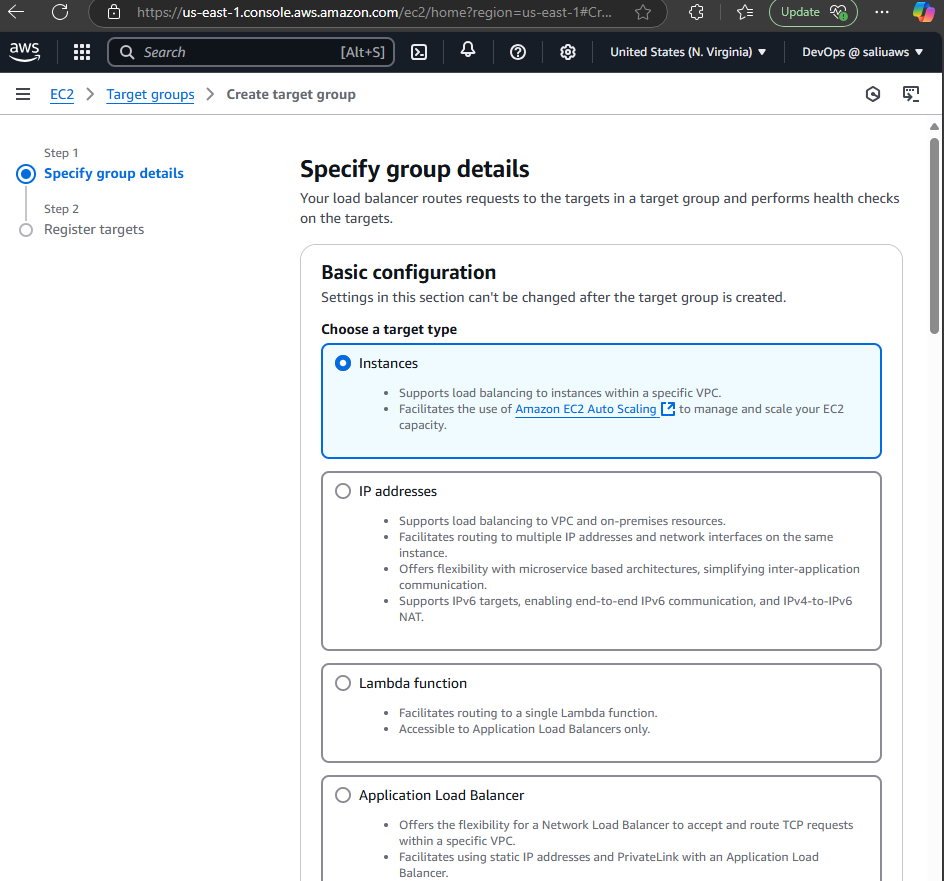 https://us-east-1.console.aws.amazon.com/ec2/home?region=us-east-1#Cr...
Update
aws
Search [Alt+S]
United States (N. Virginia)
DevOps @ saliuaws
EC2 > Target groups > Create target group
Step 1
Specify group details
Step 2
Register targets
Specify group details
Your load balancer routes requests to the targets in a target group and performs health checks
on the targets.
Basic configuration
Settings in this section can't be changed after the target group is created.
Choose a target type
Instances
• Supports load balancing to instances within a specific VPC.
• Facilitates the use of Amazon EC2 Auto Scaling to manage and scale your EC2
capacity.
IP addresses
• Supports load balancing to VPC and on-premises resources.
• Facilitates routing to multiple IP addresses and network interfaces on the same
instance.
• Offers flexibility with microservice based architectures, simplifying inter-application
communication.
• Supports IPv6 targets, enabling end-to-end IPv6 communication, and IPv4-to-IPv6
NAT.
Lambda function
• Facilitates routing to a single Lambda function.
• Accessible to Application Load Balancers only.
Application Load Balancer
• Offers the flexibility for a Network Load Balancer to accept and route TCP requests
within a specific VPC.
• Facilitates using static IP addresses and PrivateLink with an Application Load
Balancer.